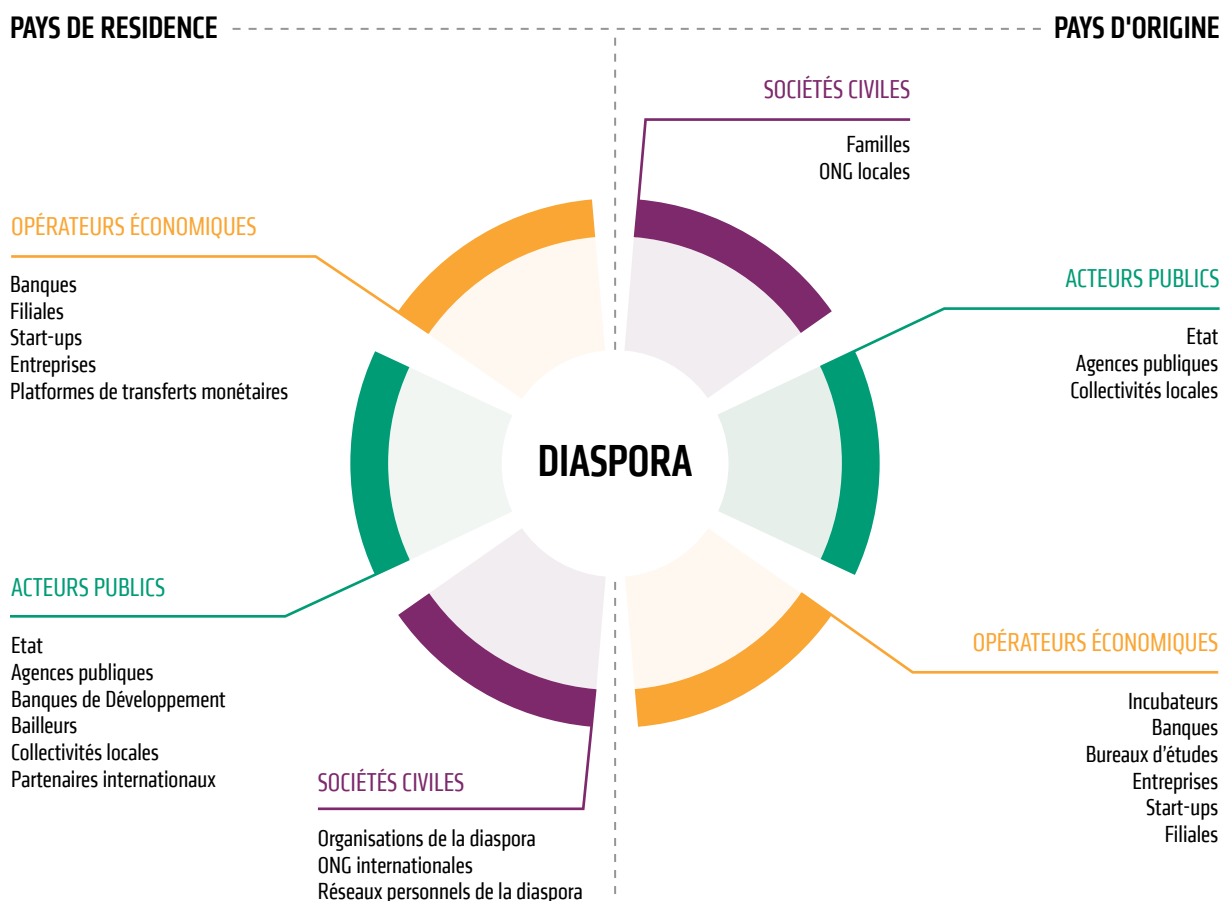 PAYS DE RESIDENCE
PAYS D'ORIGINE
SOCIÉTÉS CIVILES
Familles
ONG locales
OPÉRATEURS ÉCONOMIQUES
Banques
Filiales
Start-ups
Entreprises
Platformes de transferts monétaires
ACTEURS PUBLICS
Etat
Agences publiques
Collectivités locales
DIASPORA
ACTEURS PUBLICS
Etat
Agences publiques
Banques de Développement
Bailleurs
Collectivités locales
Partenaires internationaux
SOCIÉTÉS CIVILES
Organisations de la diaspora
ONG internationales
Réseaux personnels de la diaspora
OPÉRATEURS ÉCONOMIQUES
Incubateurs
Banques
Bureaux d'études
Entreprises
Start-ups
Filiales